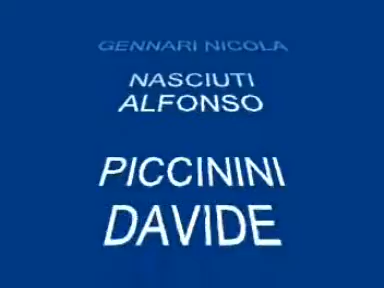 GENNARI NICOLA
NASCIUTI
ALFONSO
PICCININI
DAVIDE